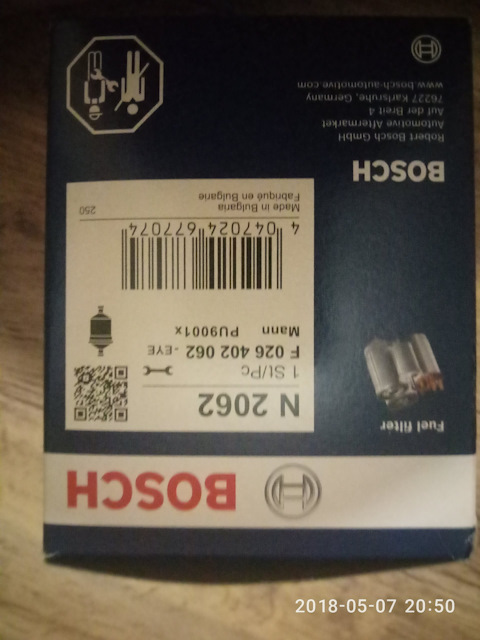 BOSCH
Fuel filter
N 2062
1 St/Pc
F 026 402 062 - EYE
Mann PU9001x
4 047024 677074
Made in Bulgaria
Fabriqué en Bulgarie
250
BOSCH
Robert Bosch GmbH
Automotive Aftermarket
Auf der Breit 4
76227 Karlsruhe, Germany
www.bosch-automotive.com
2018-05-07 20:50